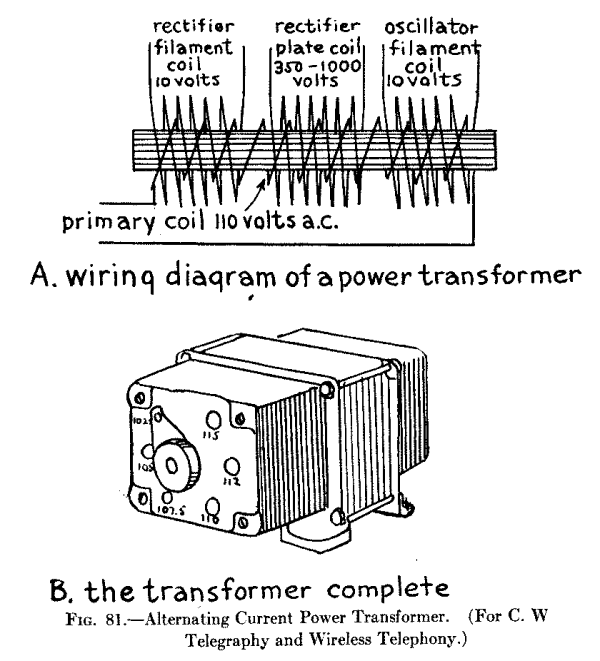 rectifier
filament
coil
10 volts
rectifier
plate coil
350-1000
volts
oscillator
filament
coil
10 volts
primary coil 110 volts a.c.
A. wiring diagram of a power transformer
102.5
115
105
112
107.5
110
B. the transformer complete
Fig. 81.—Alternating Current Power Transformer. (For C. W
Telegraphy and Wireless Telephony.)